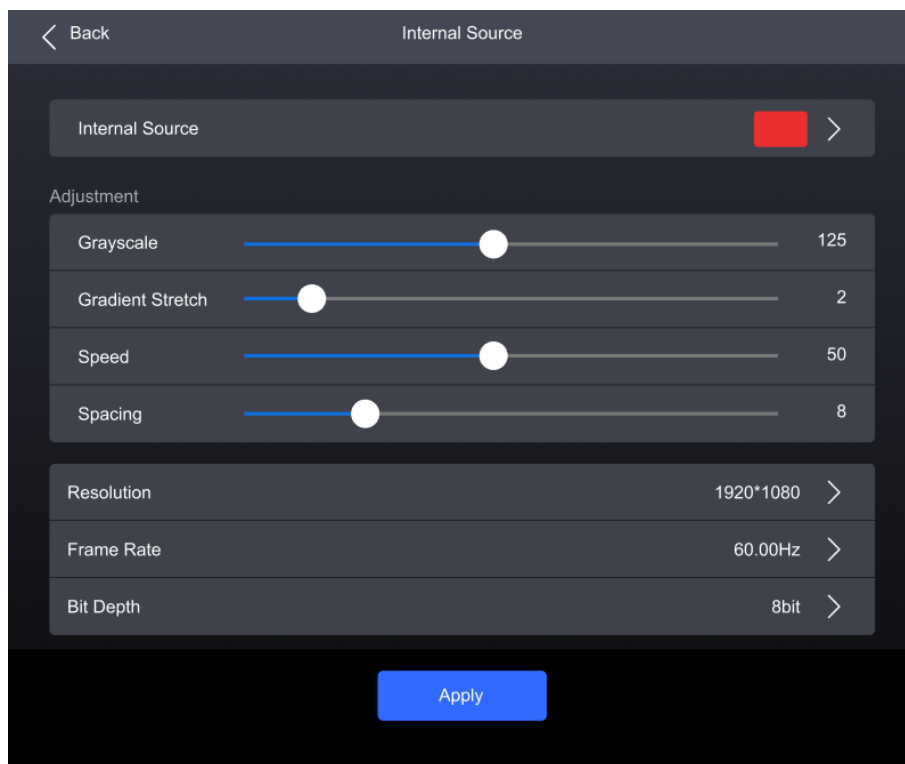 Back Internal Source
Internal Source
Adjustment
Grayscale 125
Gradient Stretch 2
Speed 50
Spacing 8
Resolution 1920*1080
Frame Rate 60.00Hz
Bit Depth 8bit
Apply